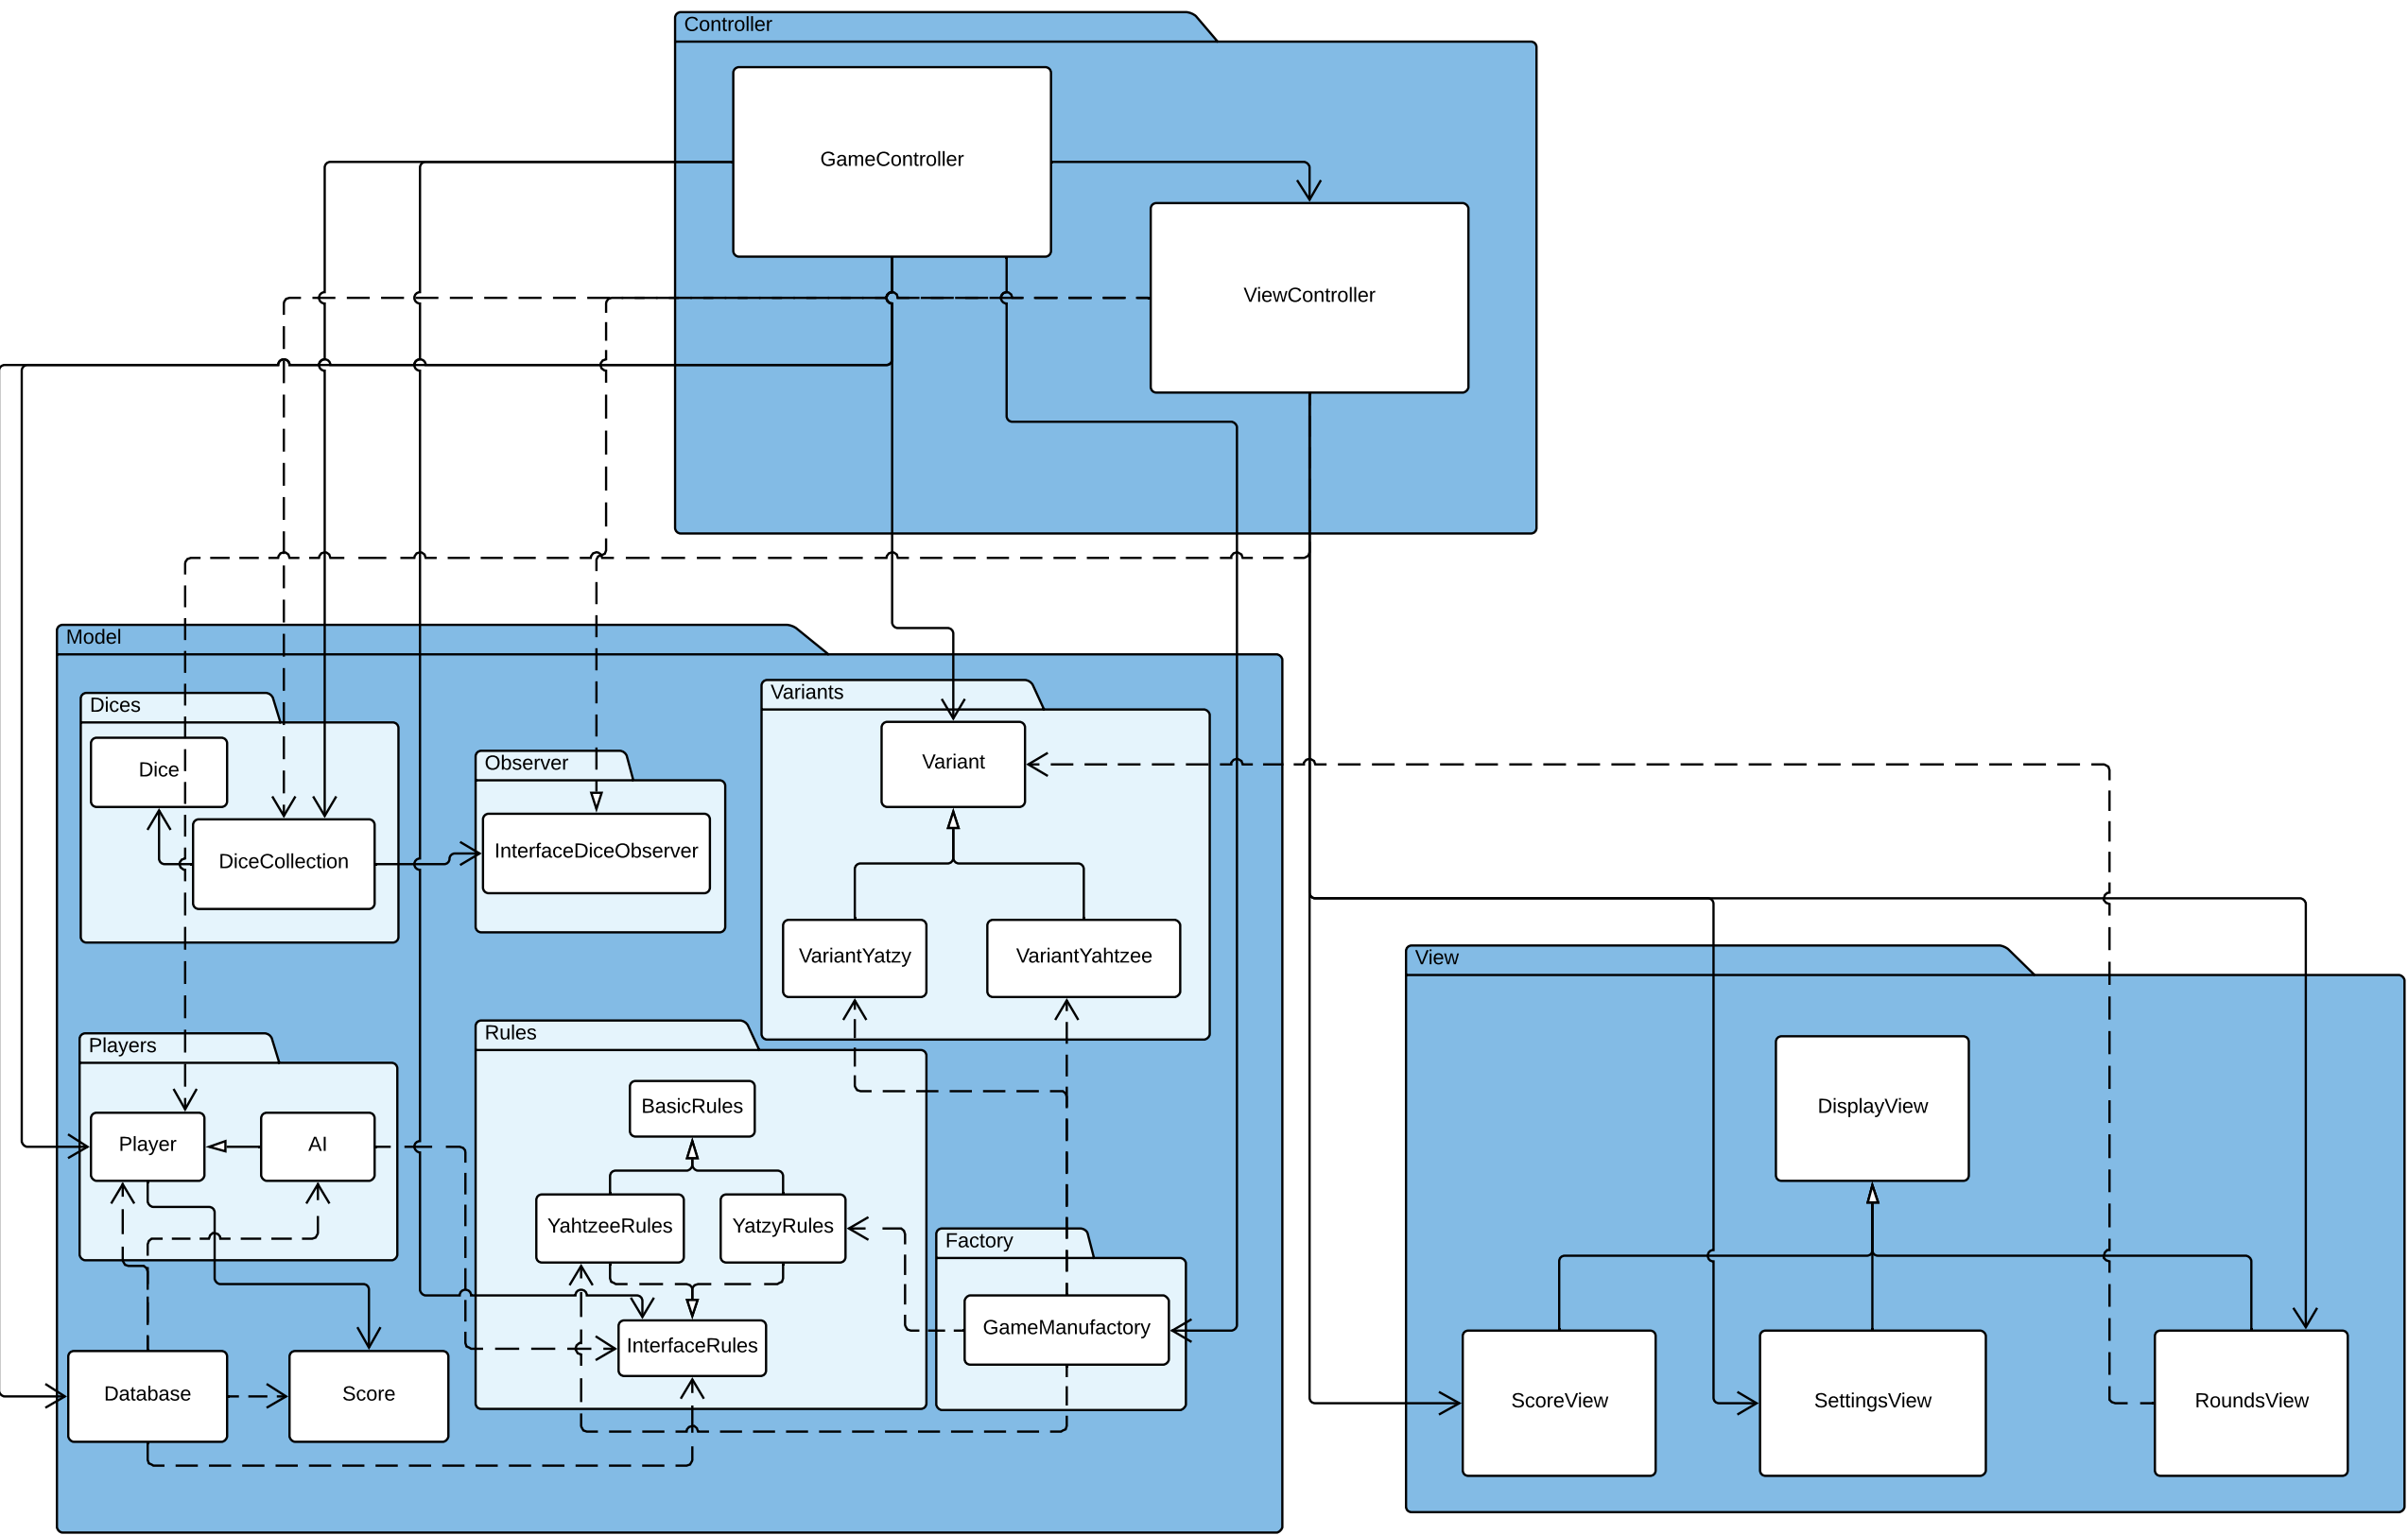 Controller
GameController
ViewController
Model
Dices
Dice
DiceCollection
Observer
InterfaceDiceObserver
Variants
Variant
VariantYatzy
VariantYahtzee
Players
Player
AI
Rules
BasicRules
YahtzeeRules
YatzyRules
InterfaceRules
Factory
GameManufactory
Database
Score
View
DisplayView
ScoreView
SettingsView
RoundsView